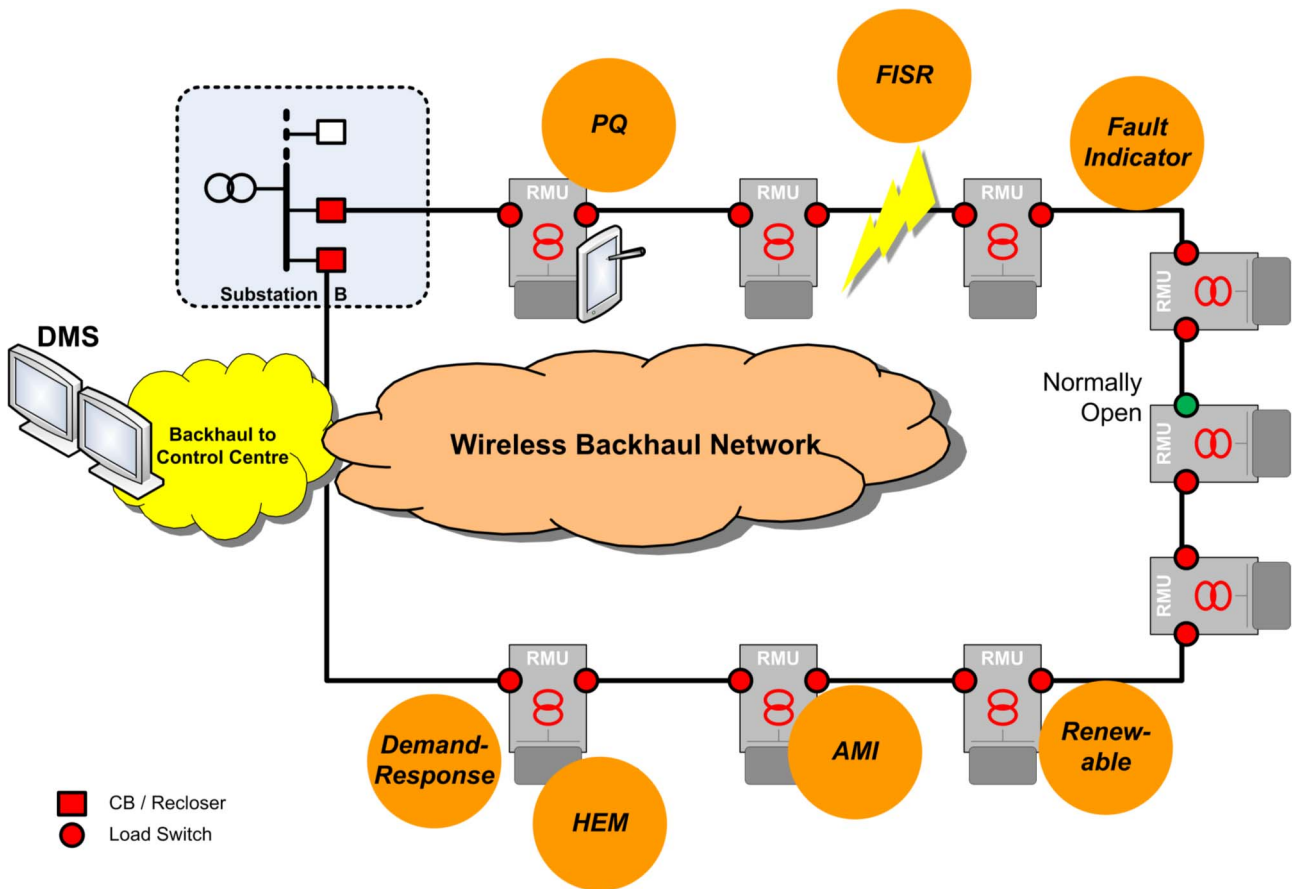 FISR
PQ
Fault
Indicator
RMU
RMU
RMU
Substation B
RMU
DMS
Normally
Open
RMU
Backhaul to
Control Centre
Wireless Backhaul Network
RMU
RMU
RMU
RMU
Demand-
Response
HEM
AMI
Renew-
able
CB / Recloser
Load Switch